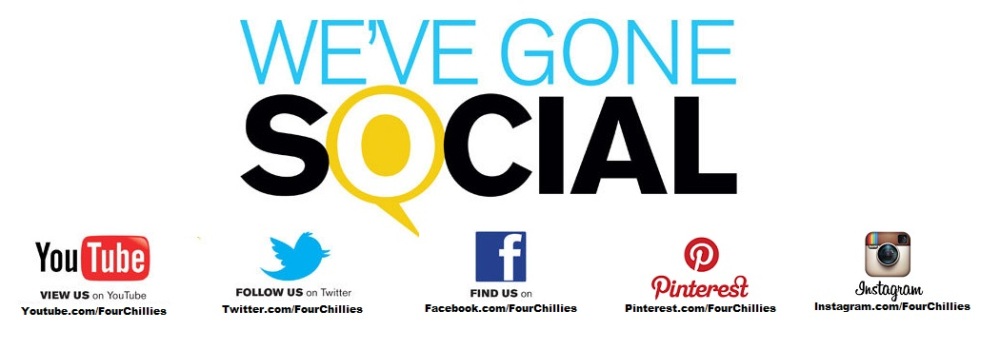 WE'VE GONE
SOCIAL
YouTube
VIEW US on YouTube
Youtube.com/FourChillies
FOLLOW US on Twitter
Twitter.com/FourChillies
f
FIND US on
Facebook.com/FourChillies
P
Pinterest
Pinterest.com/FourChillies
Instagram
Instagram.com/FourChillies